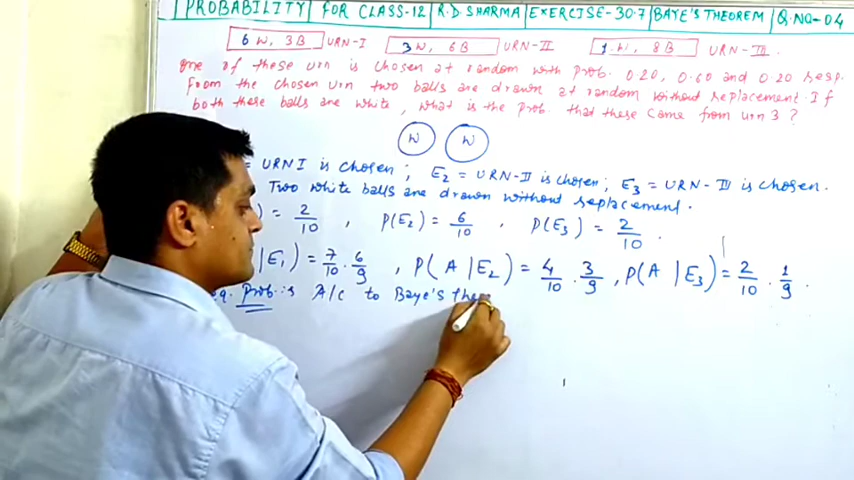 PROBABILITY FOR CLASS-12 R.D SHARMA EXERCISE-30.7 BAYE'S THEOREM Q.NO-04
6 W, 3 B URN-I 3 W, 6 B URN-II 1 W, 8 B URN-III.
one of these urn is chosen at random with prob. 0.20, 0.60 and 0.20 resp.
From the chosen urn two balls are drawn at random without replacement. If
both these balls are white, what is the prob. that these came from urn 3?
W W
= URN I is chosen; E₂ = URN-II is chosen; E₃ = URN-III is chosen.
Two white balls are drawn without replacement.
) = 2/10, P(E₂) = 6/10, P(E₃) = 2/10.
|E₁) = 7/10 · 6/9, P(A|E₂) = 4/10 · 3/9, P(A|E₃) = 2/10 · 1/9.
eq. Prob. is A/c to Baye's the